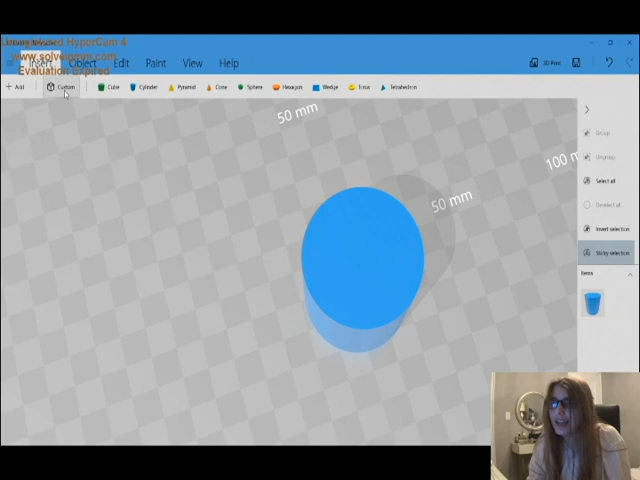 Unregistered HyperCam 4
www.solveigmm.com
Evaluation Expired
Insert Object Edit Paint View Help
3D Print
Add Custom Cube Cylinder Pyramid Cone Sphere Hexagon Wedge Torus Tetrahedron
50 mm
100 m
50 mm
Group
Ungroup
Select all
Deselect all
Invert selection
Sticky selection
Items